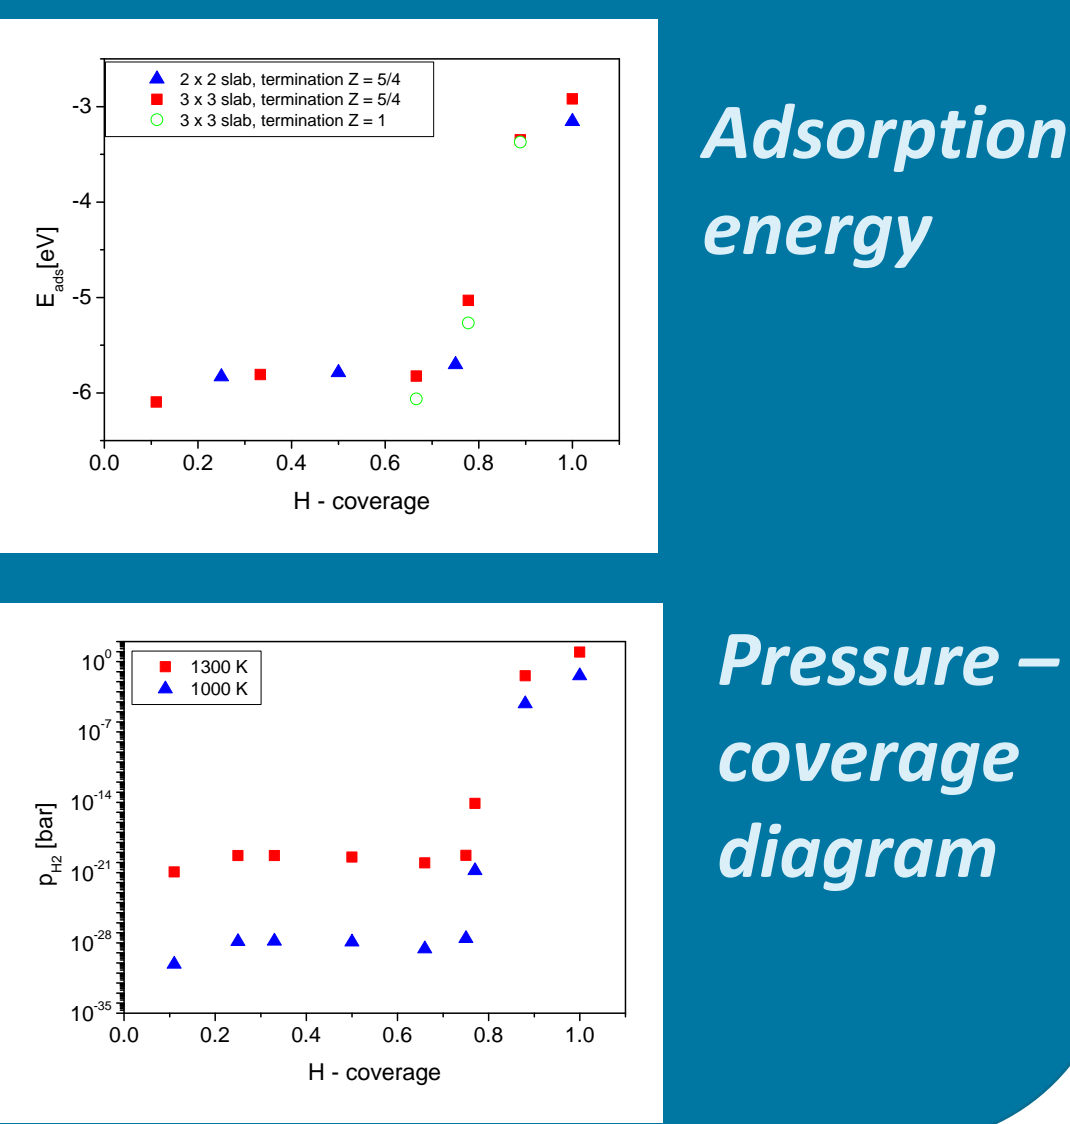 2 x 2 slab, termination Z = 5/4
3 x 3 slab, termination Z = 5/4
3 x 3 slab, termination Z = 1
-3
-4
-5
-6
E_ads[eV]
0.0 0.2 0.4 0.6 0.8 1.0
H - coverage
Adsorption
energy
1300 K
1000 K
10^0
10^-7
10^-14
10^-21
10^-28
10^-35
p_H2 [bar]
0.0 0.2 0.4 0.6 0.8 1.0
H - coverage
Pressure –
coverage
diagram